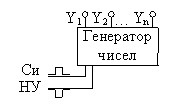 Y1 Y2 ... Yn
Генератор
чисел
Си
НУ